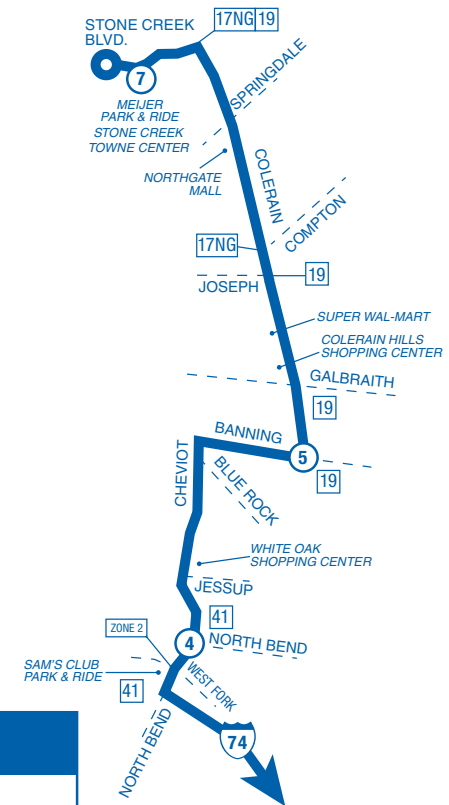 17NG 19
STONE CREEK
BLVD.
7
MEIJER
PARK & RIDE
STONE CREEK
TOWNE CENTER
SPRINGDALE
NORTHGATE
MALL
COLERAIN
COMPTON
17NG
19
JOSEPH
SUPER WAL-MART
COLERAIN HILLS
SHOPPING CENTER
GALBRAITH
19
BANNING
5
19
CHEVIOT
BLUE ROCK
WHITE OAK
SHOPPING CENTER
JESSUP
41
ZONE 2
4
NORTH BEND
SAM'S CLUB
PARK & RIDE
WEST FORK
41
NORTH BEND
74